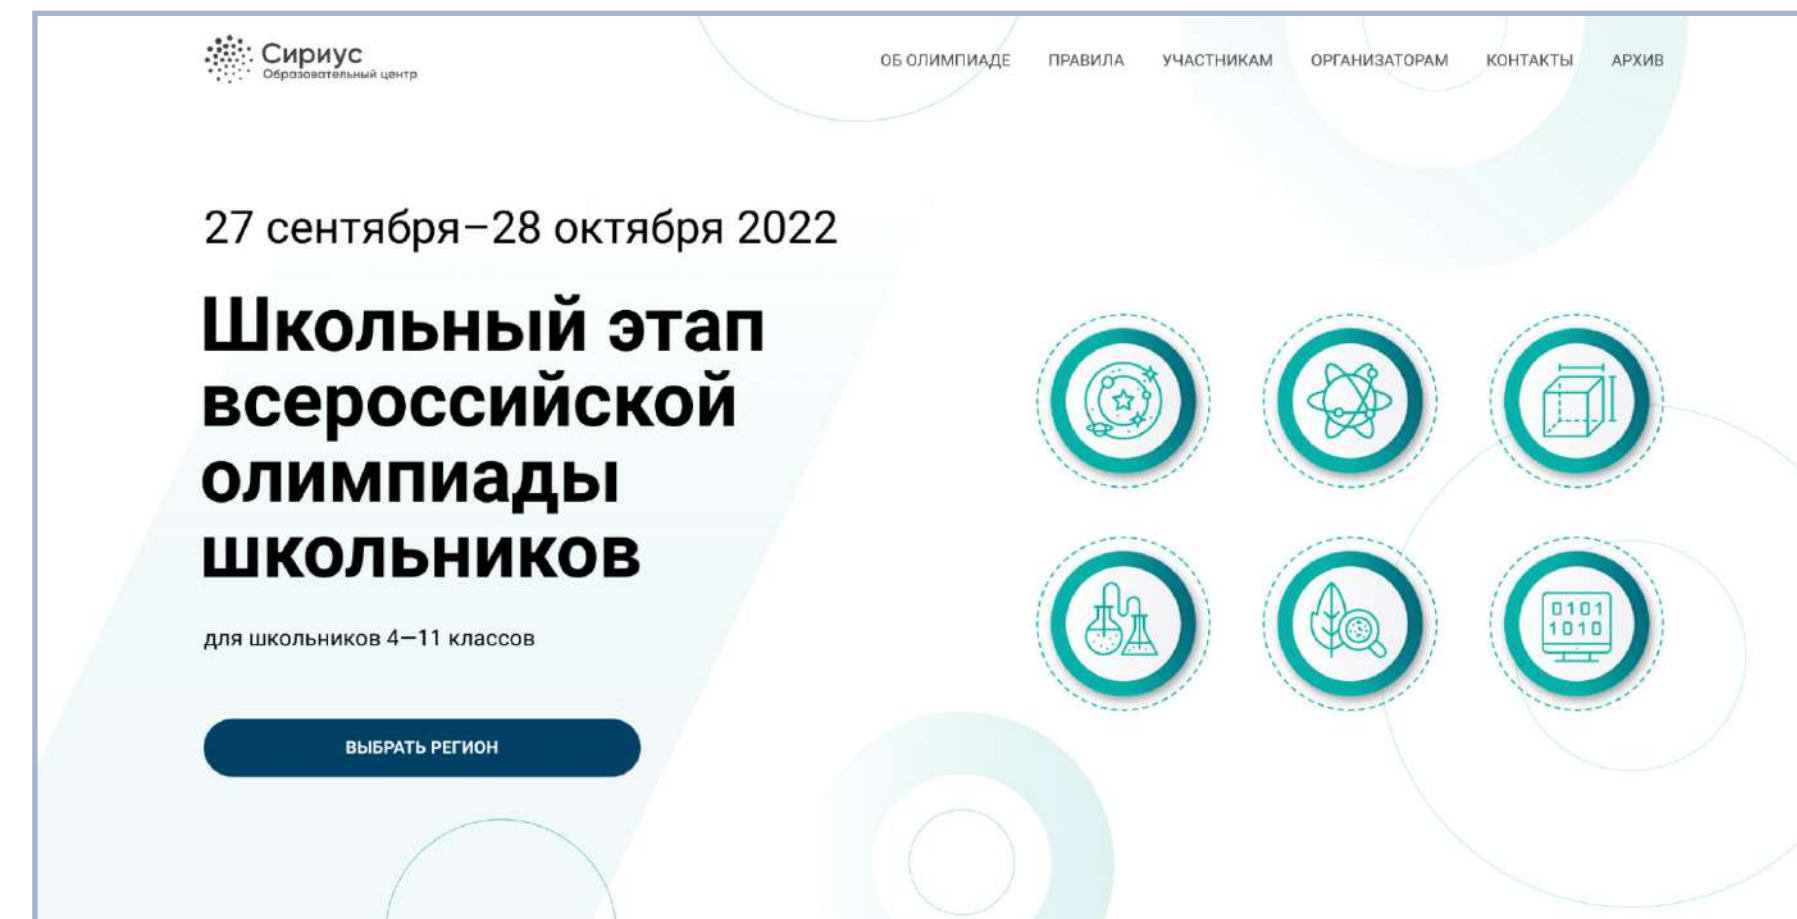 Сириус
Образовательный центр
ОБ ОЛИМПИАДЕ ПРАВИЛА УЧАСТНИКАМ ОРГАНИЗАТОРАМ КОНТАКТЫ АРХИВ
27 сентября–28 октября 2022
Школьный этап
всероссийской
олимпиады
школьников
для школьников 4—11 классов
ВЫБРАТЬ РЕГИОН
0101
1010